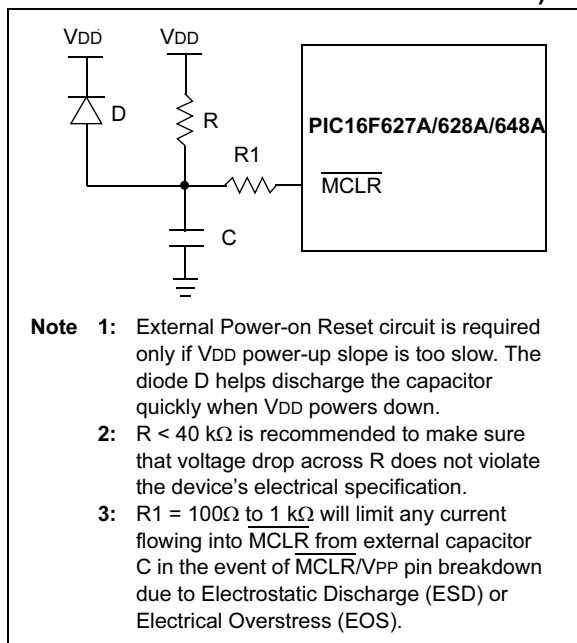 VDD VDD
D
R
PIC16F627A/628A/648A
R1
MCLR
C
Note 1: External Power-on Reset circuit is required
only if VDD power-up slope is too slow. The
diode D helps discharge the capacitor
quickly when VDD powers down.
2: R < 40 kΩ is recommended to make sure
that voltage drop across R does not violate
the device's electrical specification.
3: R1 = 100Ω to 1 kΩ will limit any current
flowing into MCLR from external capacitor
C in the event of MCLR/VPP pin breakdown
due to Electrostatic Discharge (ESD) or
Electrical Overstress (EOS).